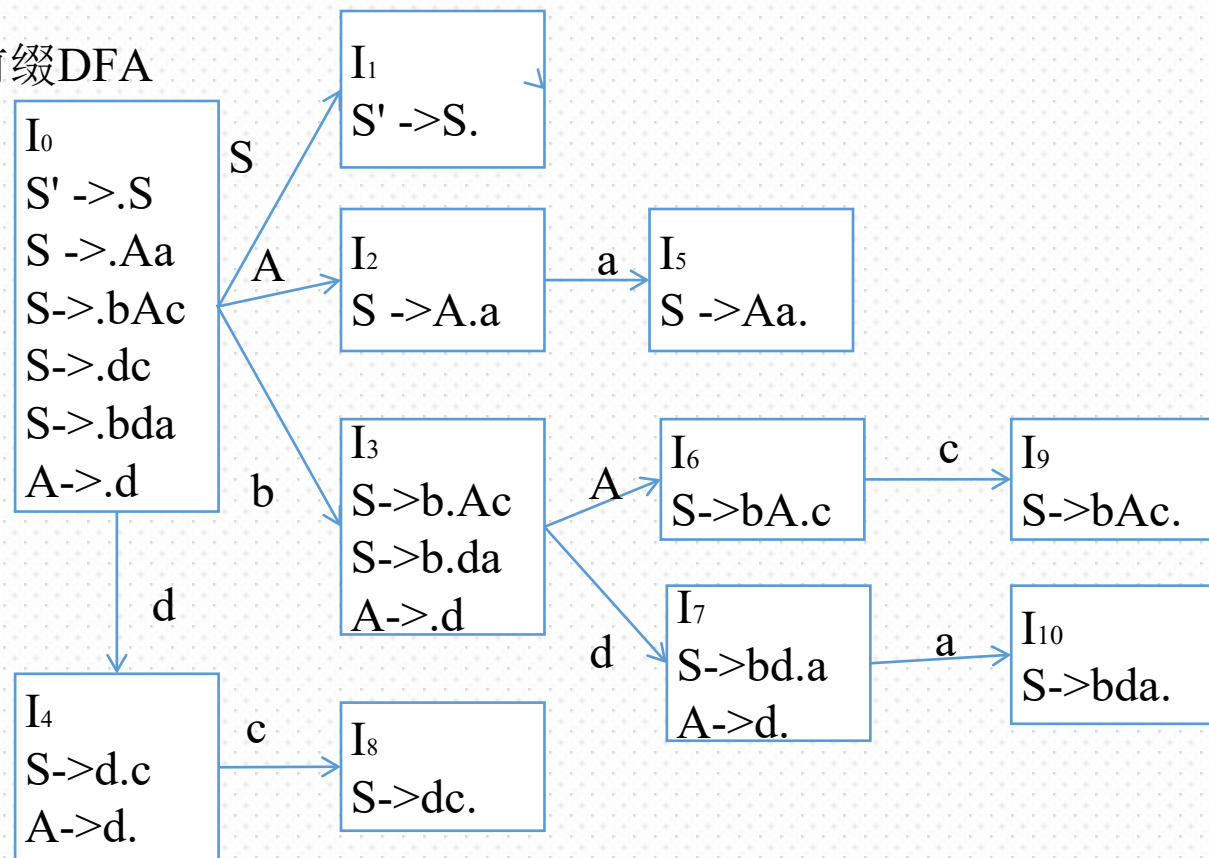 缀DFA
I0
S' ->.S
S ->.Aa
S->.bAc
S->.dc
S->.bda
A->.d
S
A
b
d
I1
S' ->S.
I2
S ->A.a
a
I5
S ->Aa.
I3
S->b.Ac
S->b.da
A->.d
A
d
I6
S->bA.c
c
I9
S->bAc.
I7
S->bd.a
A->d.
a
I10
S->bda.
I4
S->d.c
A->d.
c
I8
S->dc.